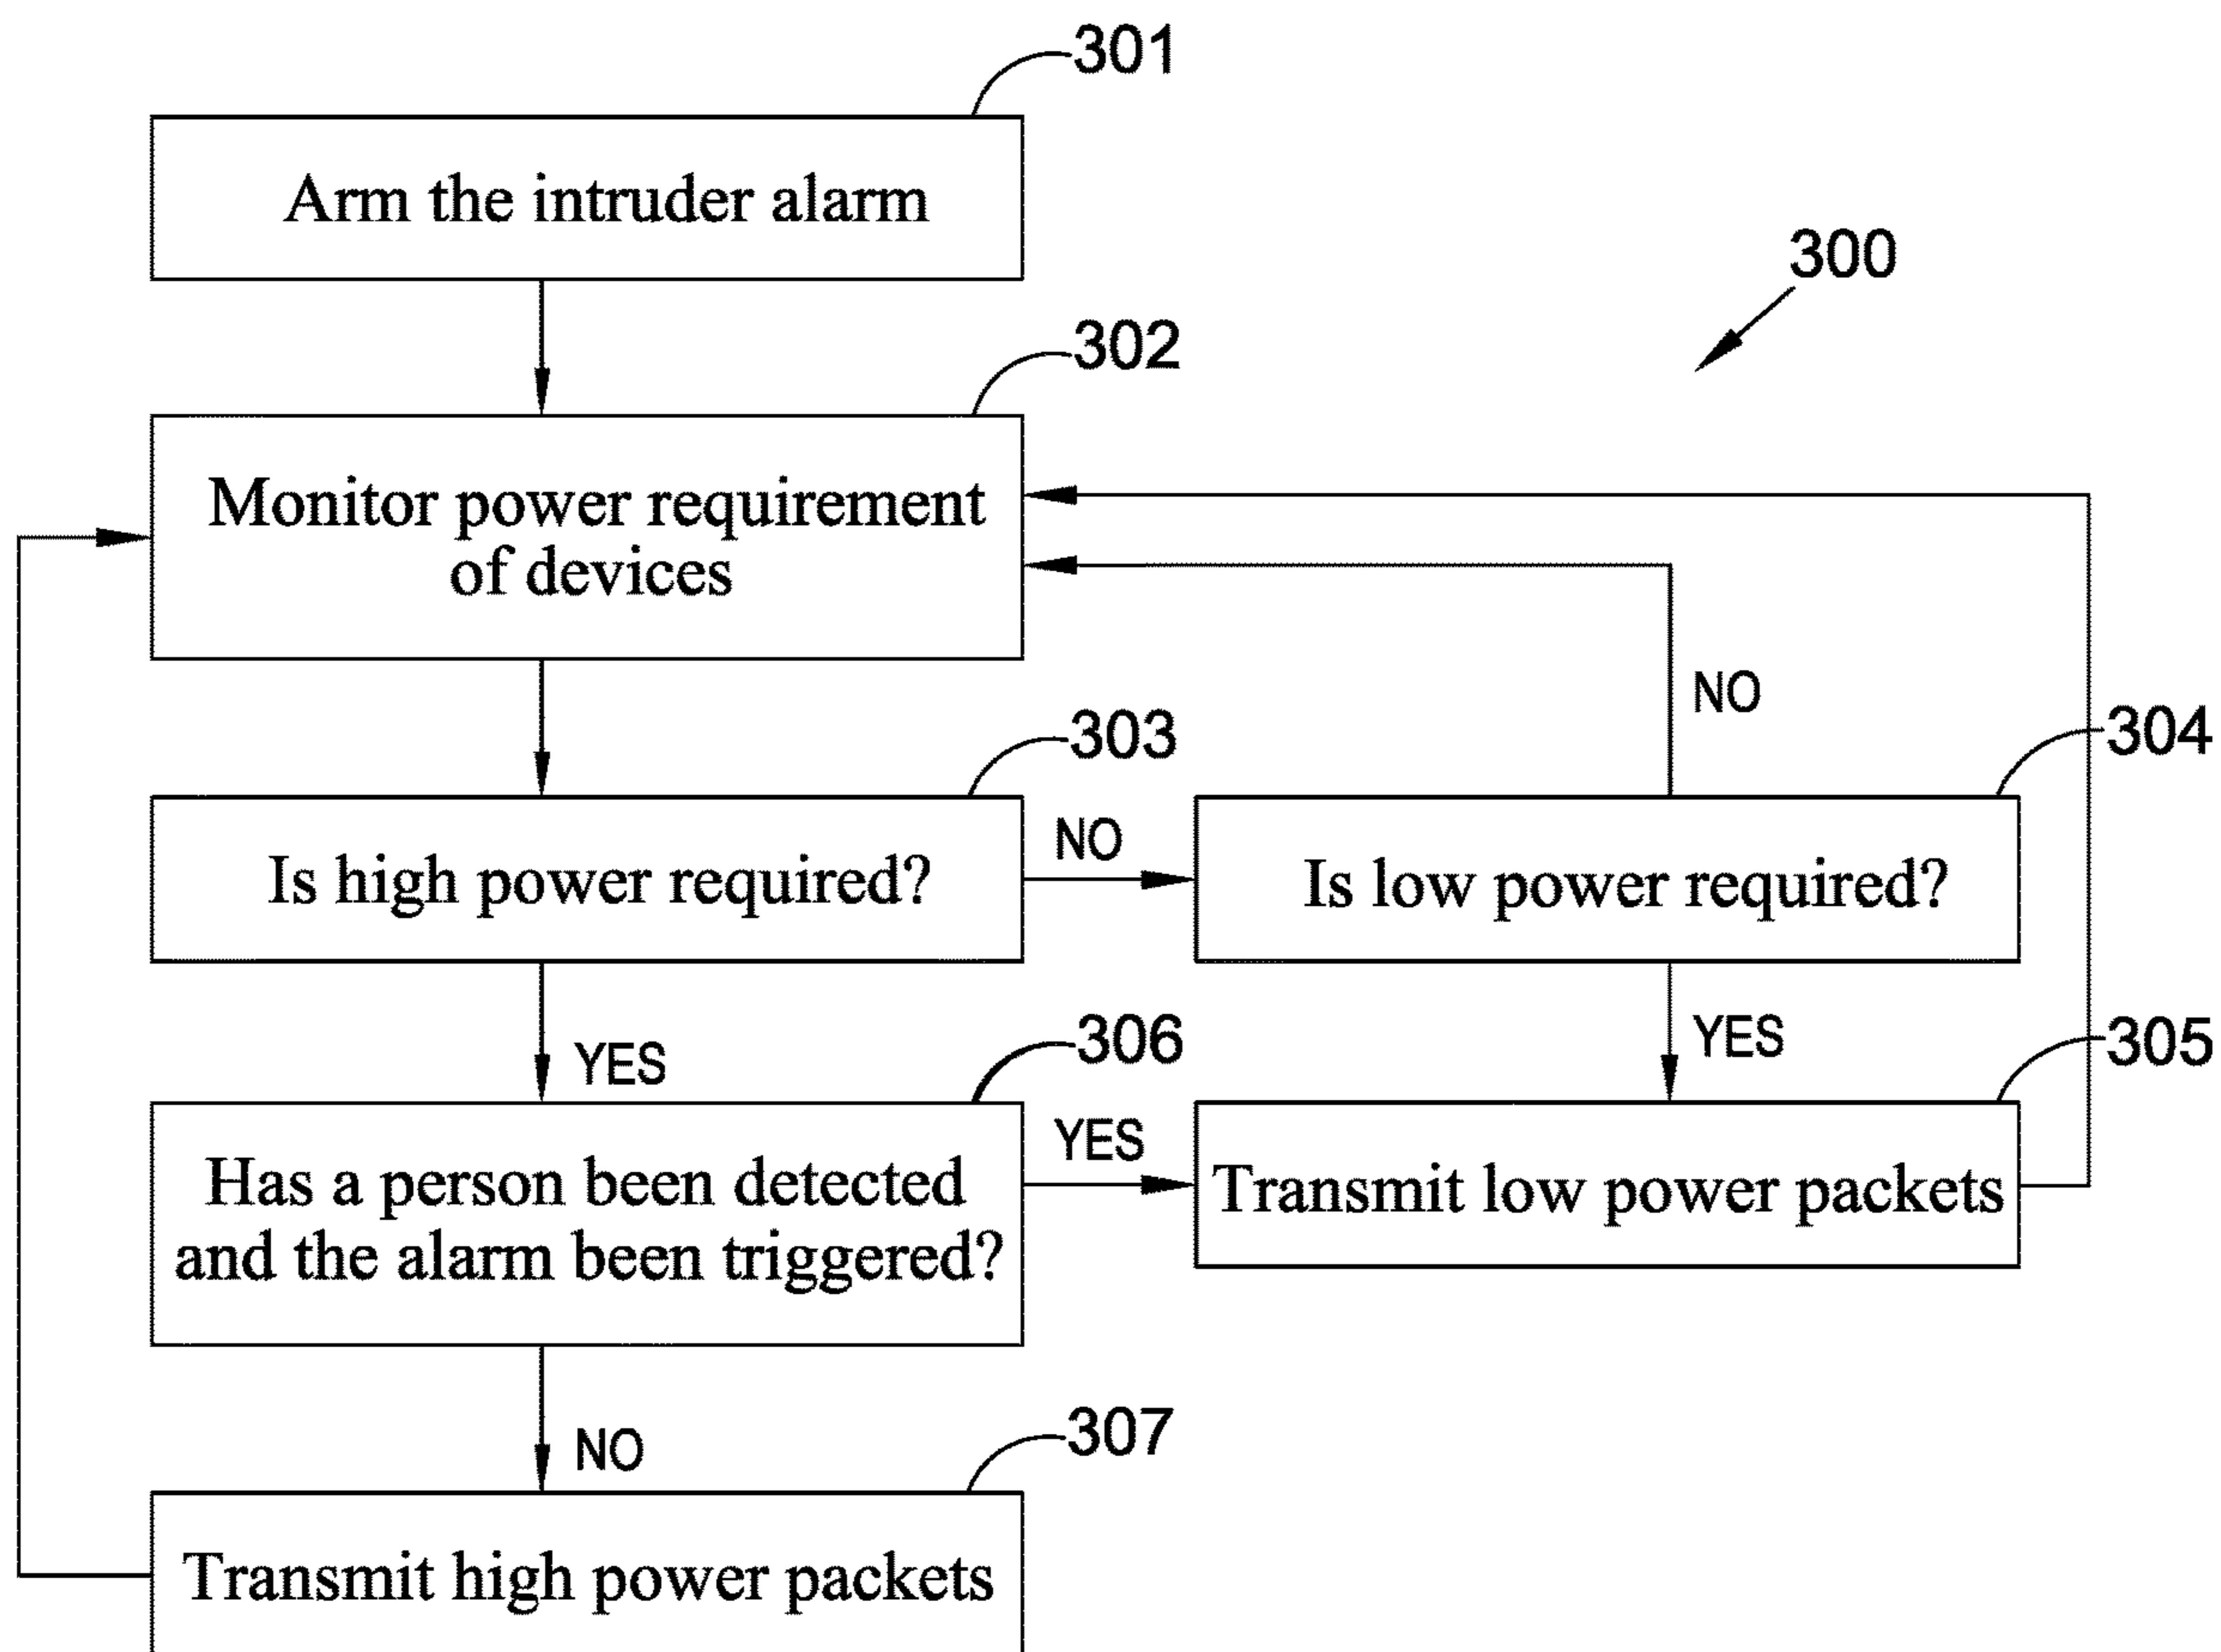 301
Arm the intruder alarm
300
302
Monitor power requirement
of devices
NO
303
304
Is high power required?
NO
Is low power required?
YES
306
YES
305
Has a person been detected
and the alarm been triggered?
YES
Transmit low power packets
NO
307
Transmit high power packets